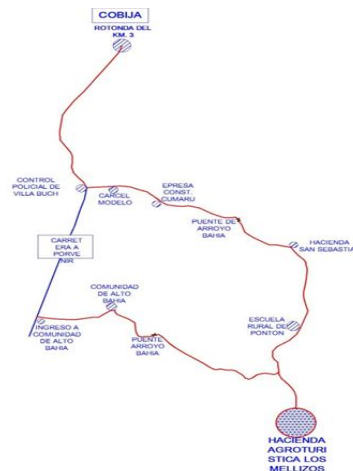 COBIJA
ROTONDA DEL
KM. 3
CONTROL
POLICIAL DE
VILLA BUCH
CARCEL
MODELO
EPRESA
CONST.
CUMARU
PUENTE DE
ARROYO
BAHIA
HACIENDA
SAN SEBASTIA
CARRET
ERA A
PORVE
NIR
COMUNIDAD
DE ALTO
BAHIA
INGRESO A
COMUNIDAD
DE ALTO
BAHIA
PUENTE
ARROYO
BAHIA
ESCUELA
RURAL DE
PONTON
HACIENDA
AGROTURI
STICA LOS
MELLIZOS